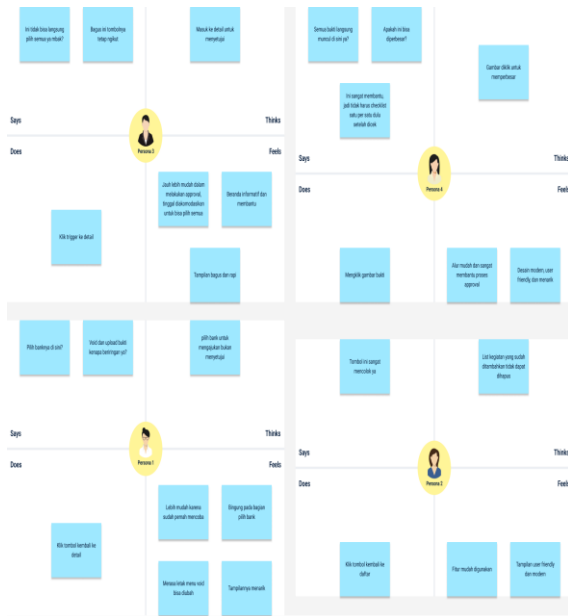 Ini tidak bisa langsung
pilih semua ya mbak?
Bagus ini tombolnya
tetap ngikut
Masuk ke detail untuk
menyetujui
Says
Thinks
Persona 3
Does
Feels
Klik trigger ke detail
Jauh lebih mudah dalam
melakukan approval,
tinggal diakomodasikan
untuk bisa pilih semua
Beranda informatif dan
membantu
Tampilan bagus dan rapi
Semua bukti langsung
muncul di sini ya?
Apakah ini bisa
diperbesar?
Ini sangat membantu,
jadi tidak harus checklist
satu per satu dulu
setelah dicek
Gambar diklik untuk
memperbesar
Says
Thinks
Persona 4
Does
Feels
Mengklik gambar bukti
Alur mudah dan sangat
membantu proses
approval
Desain modern, user
friendly, dan menarik
Pilih banknya di sini?
Void dan upload bukti
kenapa beriringan ya?
pilih bank untuk
mengajukan bukan
menyetujui
Says
Thinks
Persona 1
Does
Feels
Klik tombol kembali ke
detail
Lebih mudah karena
sudah pernah mencoba
Bingung pada bagian
pilih bank
Merasa letak menu void
bisa diubah
Tampilannya menarik
Tombol ini sangat
mencolok ya
List kegiatan yang sudah
ditambahkan tidak dapat
dihapus
Says
Thinks
Persona 2
Does
Feels
Klik tombol kembali ke
daftar
Fitur mudah digunakan
Tampilan user friendly
dan modern